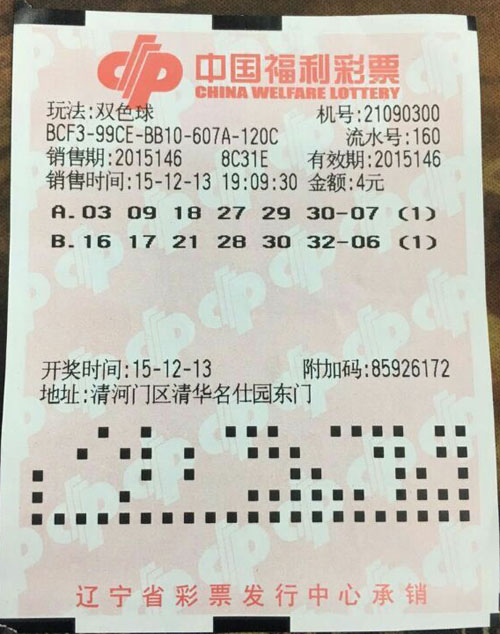 中国福利彩票
CHINA WELFARE LOTTERY
玩法:双色球 机号:21090300
BCF3-99CE-BB10-607A-120C 流水号:160
销售期:2015146 8C31E 有效期:2015146
销售时间:15-12-13 19:09:30 金额:4元
A.03 09 18 27 29 30-07 (1)
B.16 17 21 28 30 32-06 (1)
开奖时间:15-12-13 附加码:85926172
地址:清河门区清华名仕园东门
辽宁省彩票发行中心承销